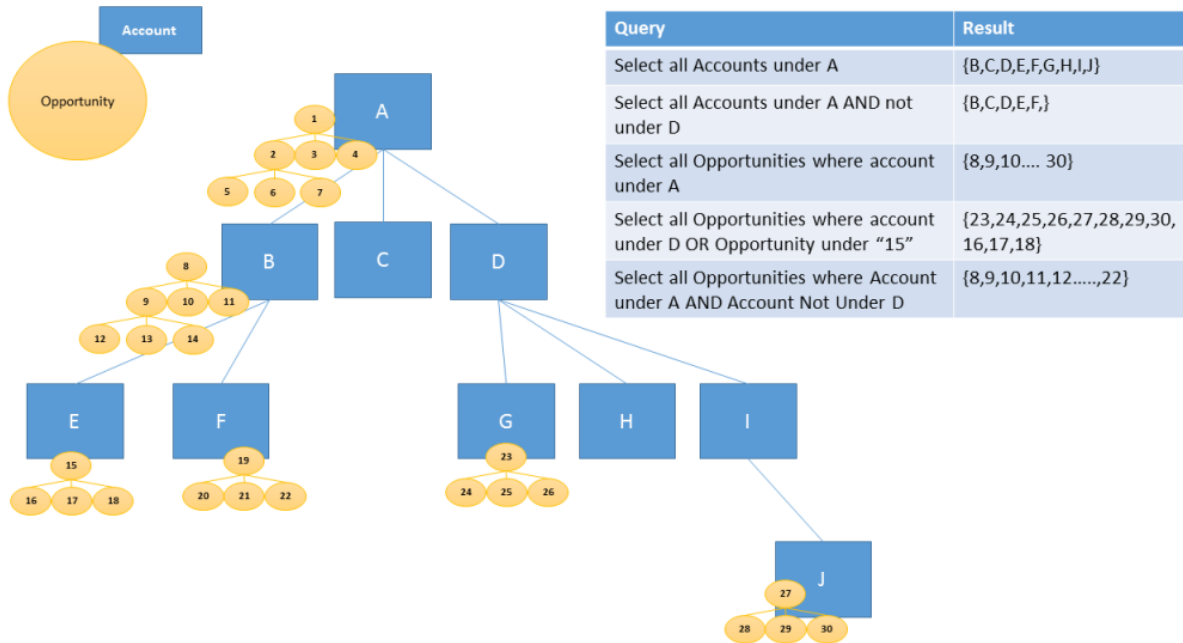 Account
Opportunity
Query Result
Select all Accounts under A {B,C,D,E,F,G,H,I,J}
Select all Accounts under A AND not
under D
{B,C,D,E,F,}
Select all Opportunities where account
under A
{8,9,10.... 30}
Select all Opportunities where account
under D OR Opportunity under “15”
{23,24,25,26,27,28,29,30,
16,17,18}
Select all Opportunities where Account
under A AND Account Not Under D
{8,9,10,11,12.....,22}
A
1
2 3 4
5 6 7
B C D
8
9 10 11
12 13 14
E F G H I
15 19 23
16 17 18 20 21 22 24 25 26
J
27
28 29 30